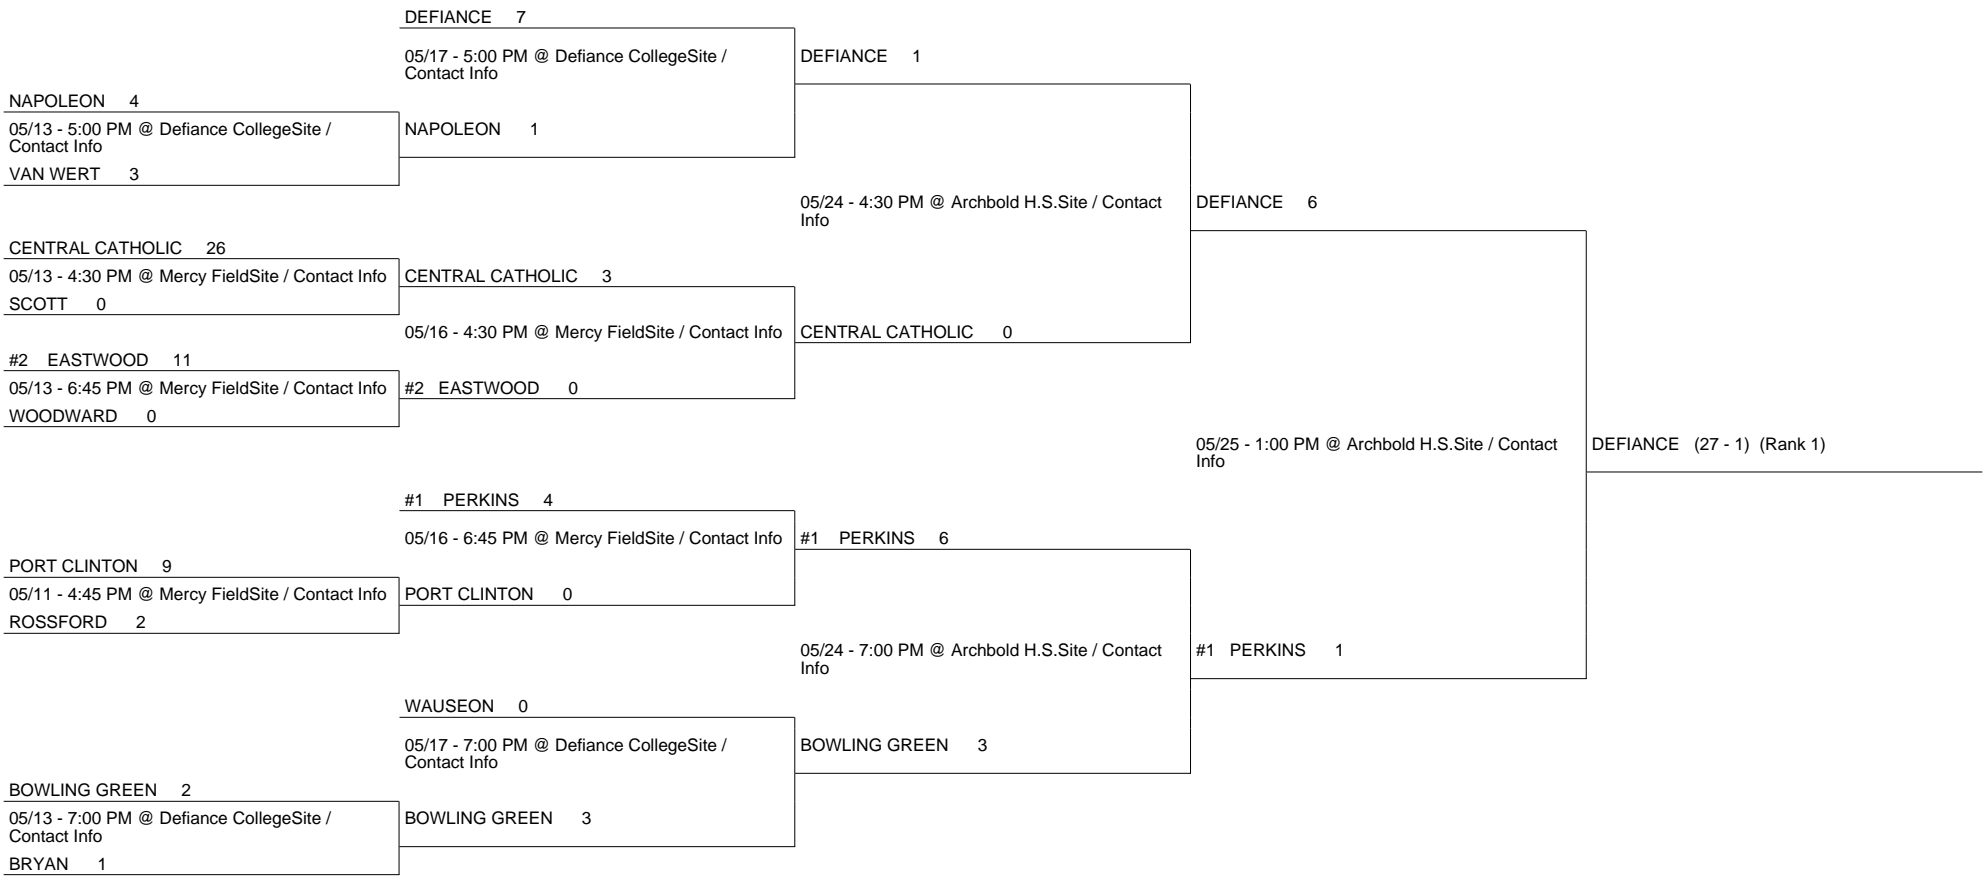 DEFIANCE 7
05/17 - 5:00 PM @ Defiance CollegeSite /
Contact Info
DEFIANCE 1
NAPOLEON 4
05/13 - 5:00 PM @ Defiance CollegeSite /
Contact Info
NAPOLEON 1
VAN WERT 3
05/24 - 4:30 PM @ Archbold H.S.Site / Contact
Info
DEFIANCE 6
CENTRAL CATHOLIC 26
05/13 - 4:30 PM @ Mercy FieldSite / Contact Info
CENTRAL CATHOLIC 3
SCOTT 0
05/16 - 4:30 PM @ Mercy FieldSite / Contact Info
CENTRAL CATHOLIC 0
#2 EASTWOOD 11
05/13 - 6:45 PM @ Mercy FieldSite / Contact Info
#2 EASTWOOD 0
WOODWARD 0
05/25 - 1:00 PM @ Archbold H.S.Site / Contact
Info
DEFIANCE (27 - 1) (Rank 1)
#1 PERKINS 4
05/16 - 6:45 PM @ Mercy FieldSite / Contact Info
#1 PERKINS 6
PORT CLINTON 9
05/11 - 4:45 PM @ Mercy FieldSite / Contact Info
PORT CLINTON 0
ROSSFORD 2
05/24 - 7:00 PM @ Archbold H.S.Site / Contact
Info
#1 PERKINS 1
WAUSEON 0
05/17 - 7:00 PM @ Defiance CollegeSite /
Contact Info
BOWLING GREEN 3
BOWLING GREEN 2
05/13 - 7:00 PM @ Defiance CollegeSite /
Contact Info
BOWLING GREEN 3
BRYAN 1